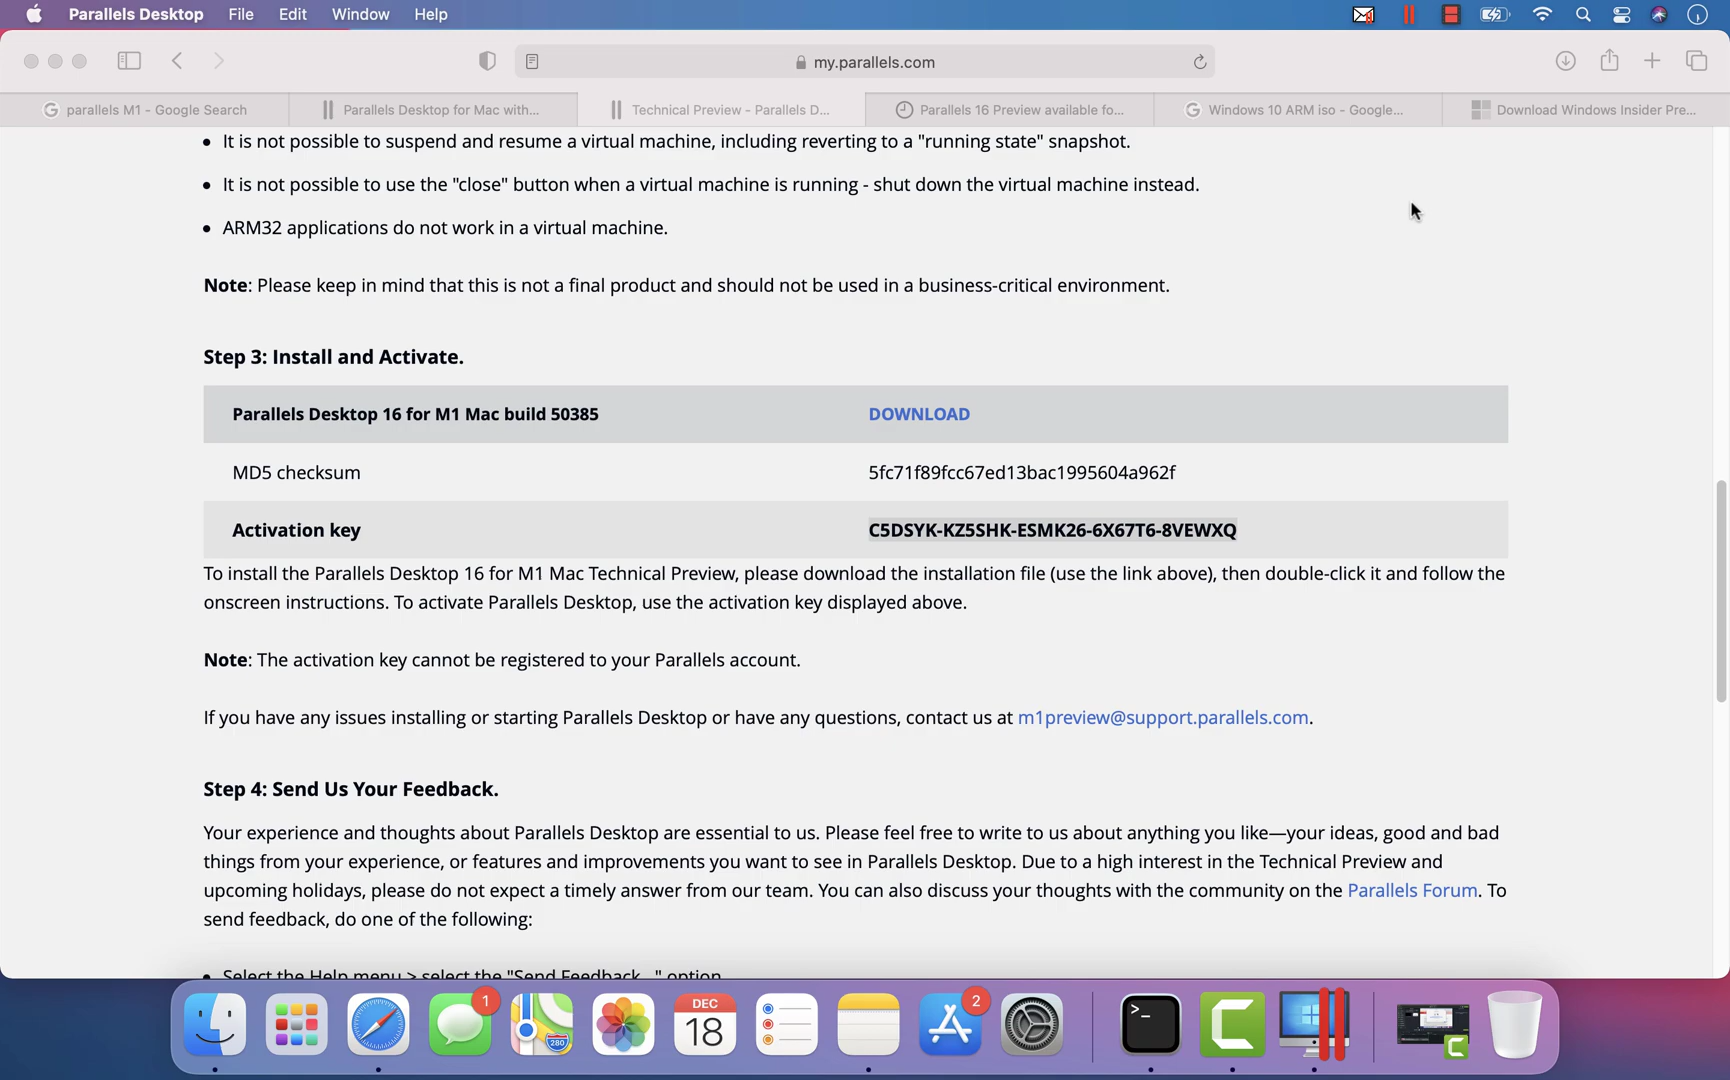 Parallels Desktop File Edit Window Help
my.parallels.com
parallels M1 - Google Search
Parallels Desktop for Mac with...
Technical Preview - Parallels D...
Parallels 16 Preview available fo...
Windows 10 ARM iso - Google...
Download Windows Insider Pre...
• It is not possible to suspend and resume a virtual machine, including reverting to a "running state" snapshot.
• It is not possible to use the "close" button when a virtual machine is running - shut down the virtual machine instead.
• ARM32 applications do not work in a virtual machine.
Note: Please keep in mind that this is not a final product and should not be used in a business-critical environment.
Step 3: Install and Activate.
Parallels Desktop 16 for M1 Mac build 50385 DOWNLOAD
MD5 checksum 5fc71f89fcc67ed13bac1995604a962f
Activation key C5DSYK-KZ5SHK-ESMK26-6X67T6-8VEWXQ
To install the Parallels Desktop 16 for M1 Mac Technical Preview, please download the installation file (use the link above), then double-click it and follow the
onscreen instructions. To activate Parallels Desktop, use the activation key displayed above.
Note: The activation key cannot be registered to your Parallels account.
If you have any issues installing or starting Parallels Desktop or have any questions, contact us at m1preview@support.parallels.com.
Step 4: Send Us Your Feedback.
Your experience and thoughts about Parallels Desktop are essential to us. Please feel free to write to us about anything you like—your ideas, good and bad
things from your experience, or features and improvements you want to see in Parallels Desktop. Due to a high interest in the Technical Preview and
upcoming holidays, please do not expect a timely answer from our team. You can also discuss your thoughts with the community on the Parallels Forum. To
send feedback, do one of the following:
• Select the Help menu > select the "Send Feedback..." option
1
280
DEC
18
2
>_